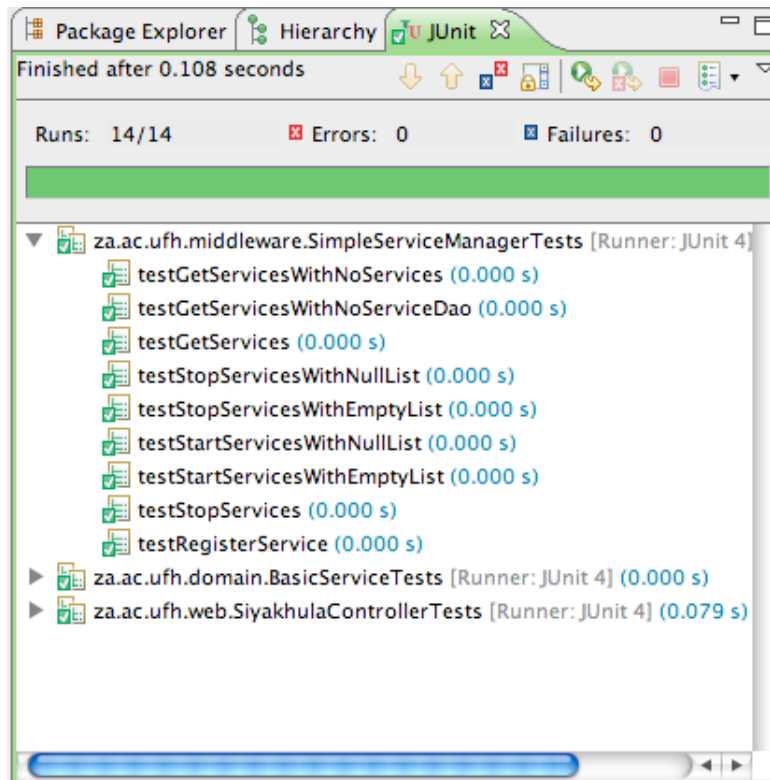 Package Explorer Hierarchy JUnit
Finished after 0.108 seconds
Runs: 14/14 Errors: 0 Failures: 0
za.ac.ufh.middleware.SimpleServiceManagerTests [Runner: JUnit 4]
testGetServicesWithNoServices (0.000 s)
testGetServicesWithNoServiceDao (0.000 s)
testGetServices (0.000 s)
testStopServicesWithNullList (0.000 s)
testStopServicesWithEmptyList (0.000 s)
testStartServicesWithNullList (0.000 s)
testStartServicesWithEmptyList (0.000 s)
testStopServices (0.000 s)
testRegisterService (0.000 s)
za.ac.ufh.domain.BasicServiceTests [Runner: JUnit 4] (0.000 s)
za.ac.ufh.web.SiyakhulaControllerTests [Runner: JUnit 4] (0.079 s)